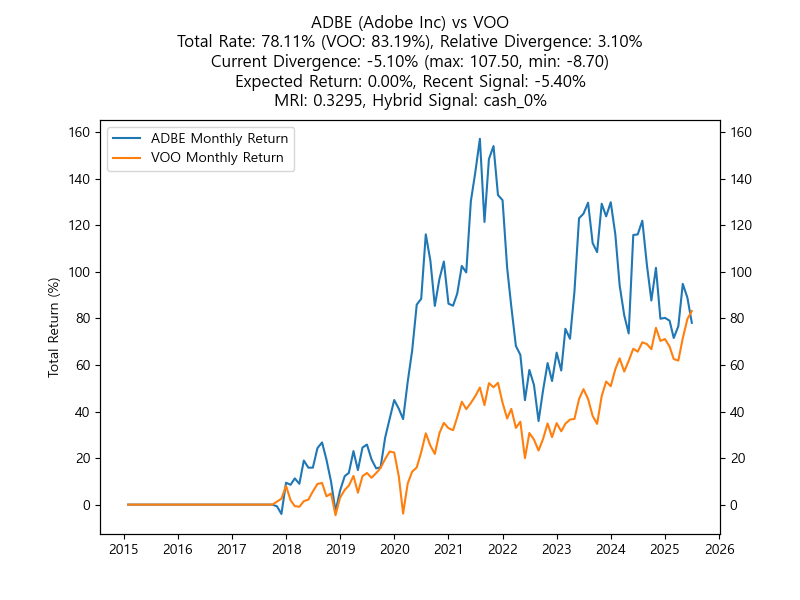 ADBE (Adobe Inc) vs VOO
Total Rate: 78.11% (VOO: 83.19%), Relative Divergence: 3.10%
Current Divergence: -5.10% (max: 107.50, min: -8.70)
Expected Return: 0.00%, Recent Signal: -5.40%
MRI: 0.3295, Hybrid Signal: cash_0%
ADBE Monthly Return
VOO Monthly Return
Total Return (%)
160 160
140 140
120 120
100 100
80 80
60 60
40 40
20 20
0 0
2015 2016 2017 2018 2019 2020 2021 2022 2023 2024 2025 2026